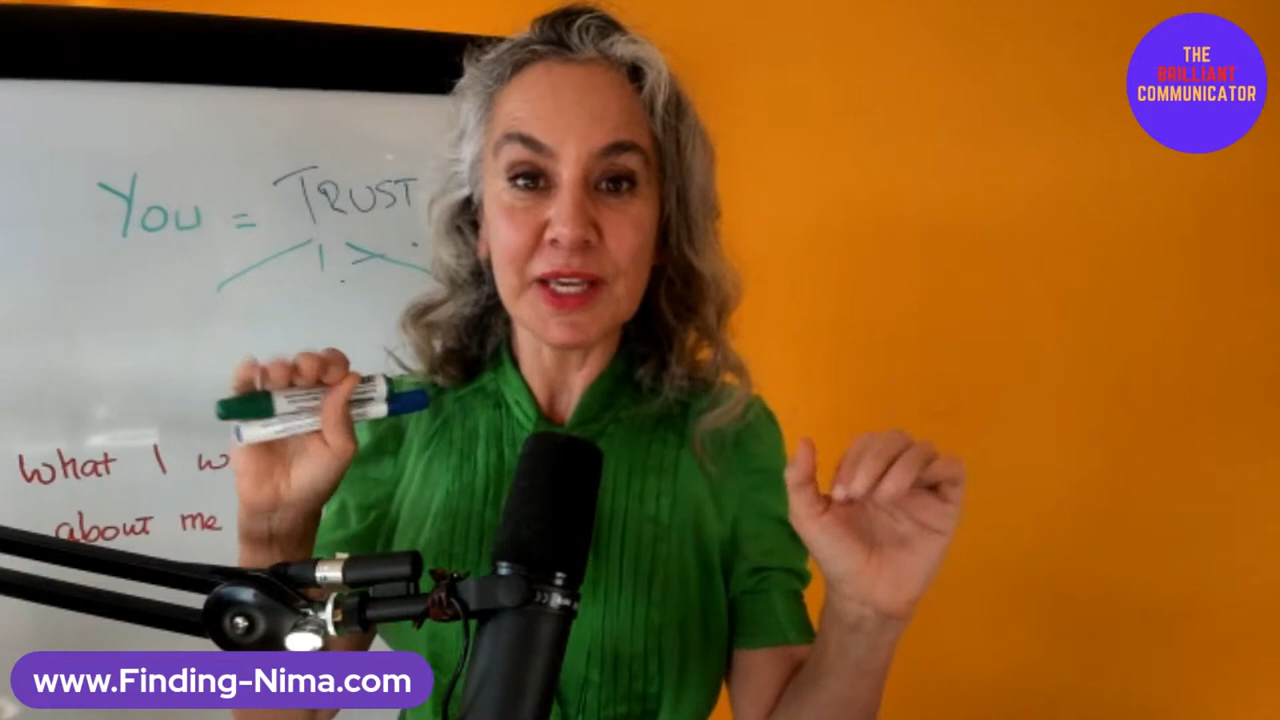 THE
BRILLIANT
COMMUNICATOR
You = TRUST
What I w
about me
www.Finding-Nima.com